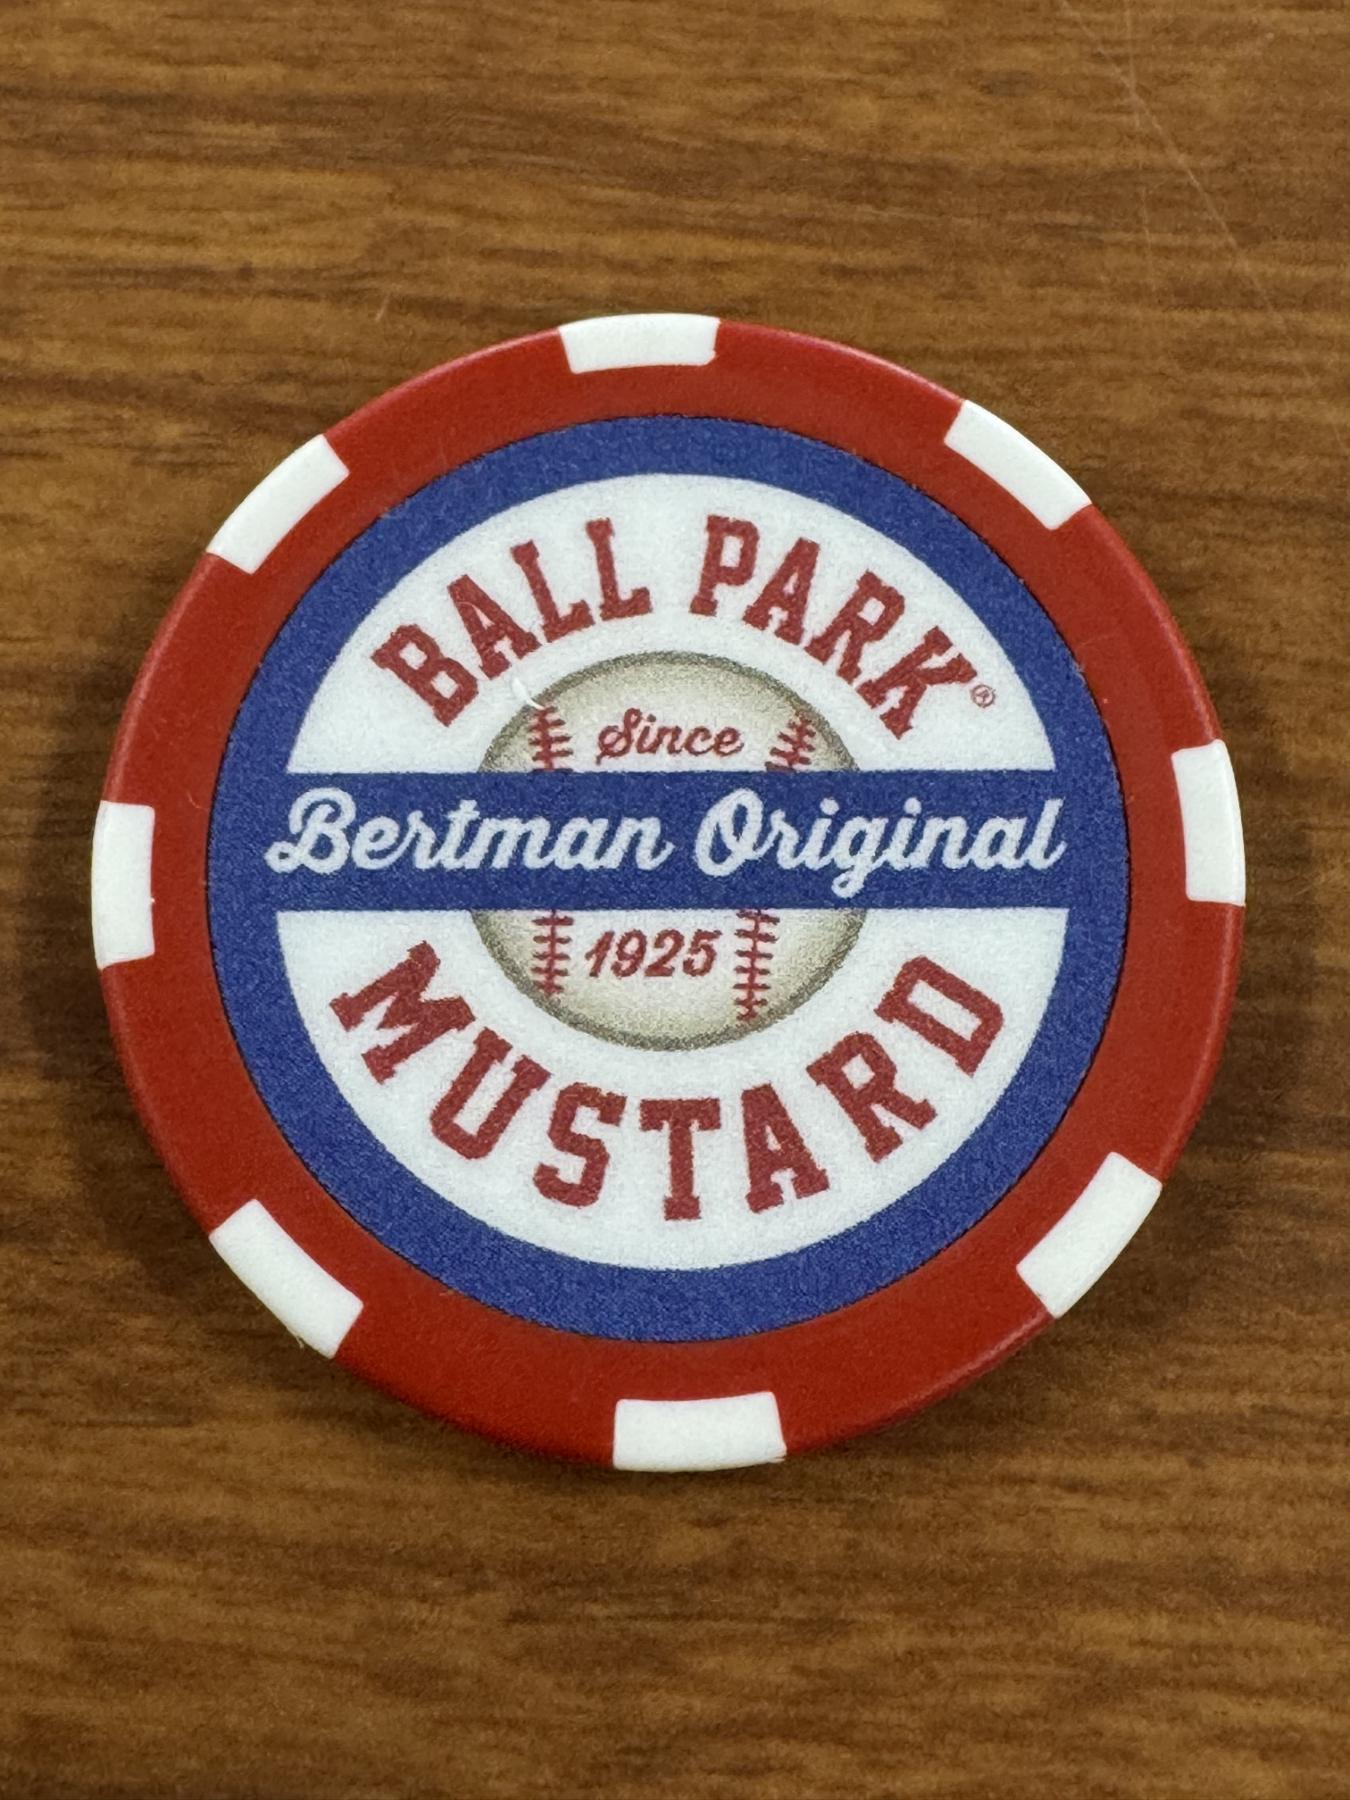 BALL PARK®
Since
Bertman Original
1925
MUSTARD